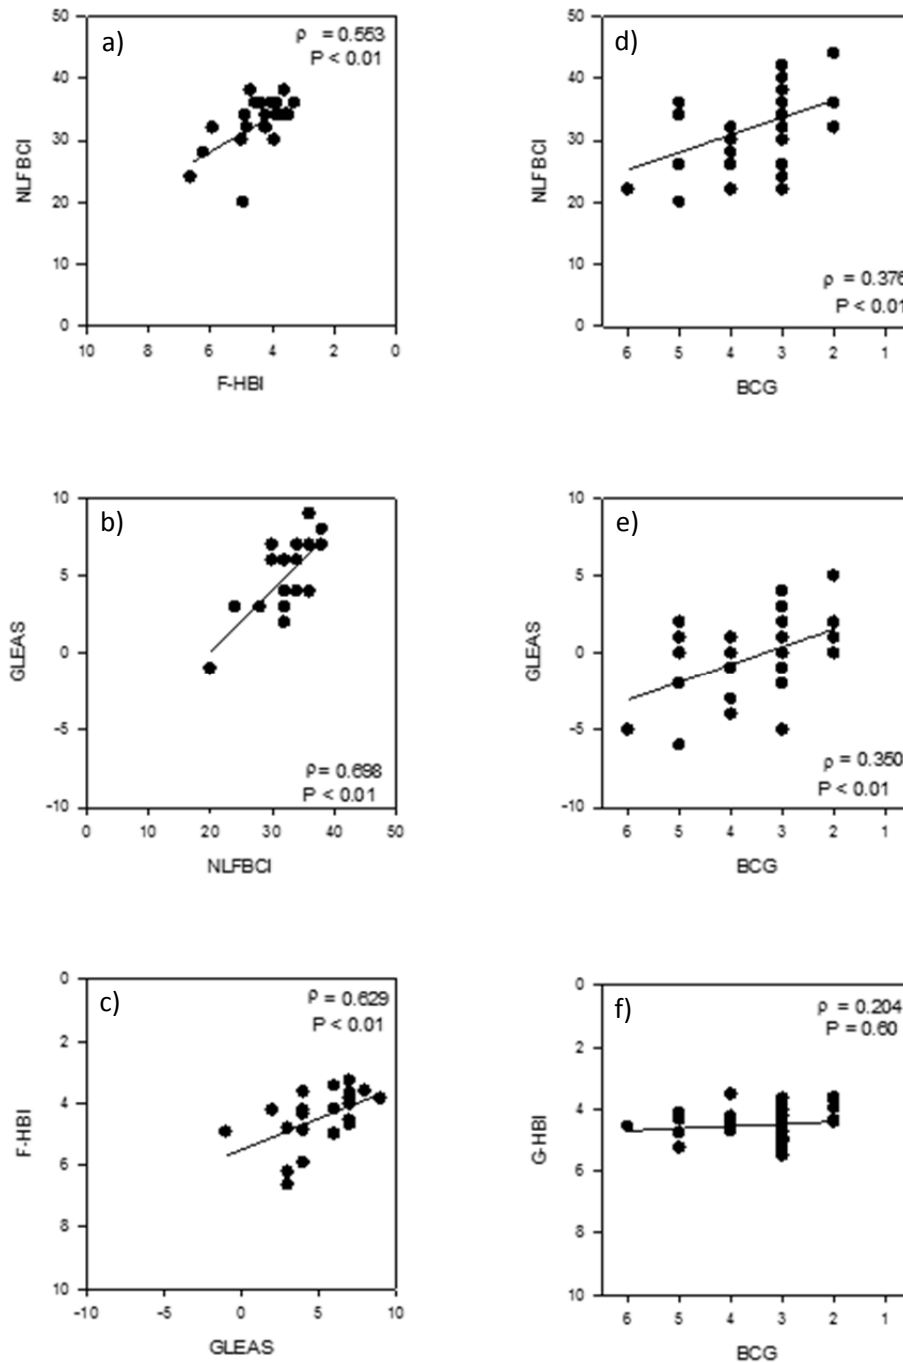 a)
ρ = 0.553
P < 0.01
50
40
30
20
10
0
NLFBCI
10 8 6 4 2 0
F-HBI
d)
50
40
30
20
10
0
NLFBCI
ρ = 0.376
P < 0.01
6 5 4 3 2 1
BCG
b)
10
5
0
-5
-10
GLEAS
ρ = 0.698
P < 0.01
0 10 20 30 40 50
NLFBCI
e)
10
5
0
-5
-10
GLEAS
ρ = 0.350
P < 0.01
6 5 4 3 2 1
BCG
c)
ρ = 0.629
P < 0.01
0
2
4
6
8
10
F-HBI
-10 -5 0 5 10
GLEAS
f)
ρ = 0.204
P = 0.60
0
2
4
6
10
G-HBI
6 5 4 3 2 1
BCG